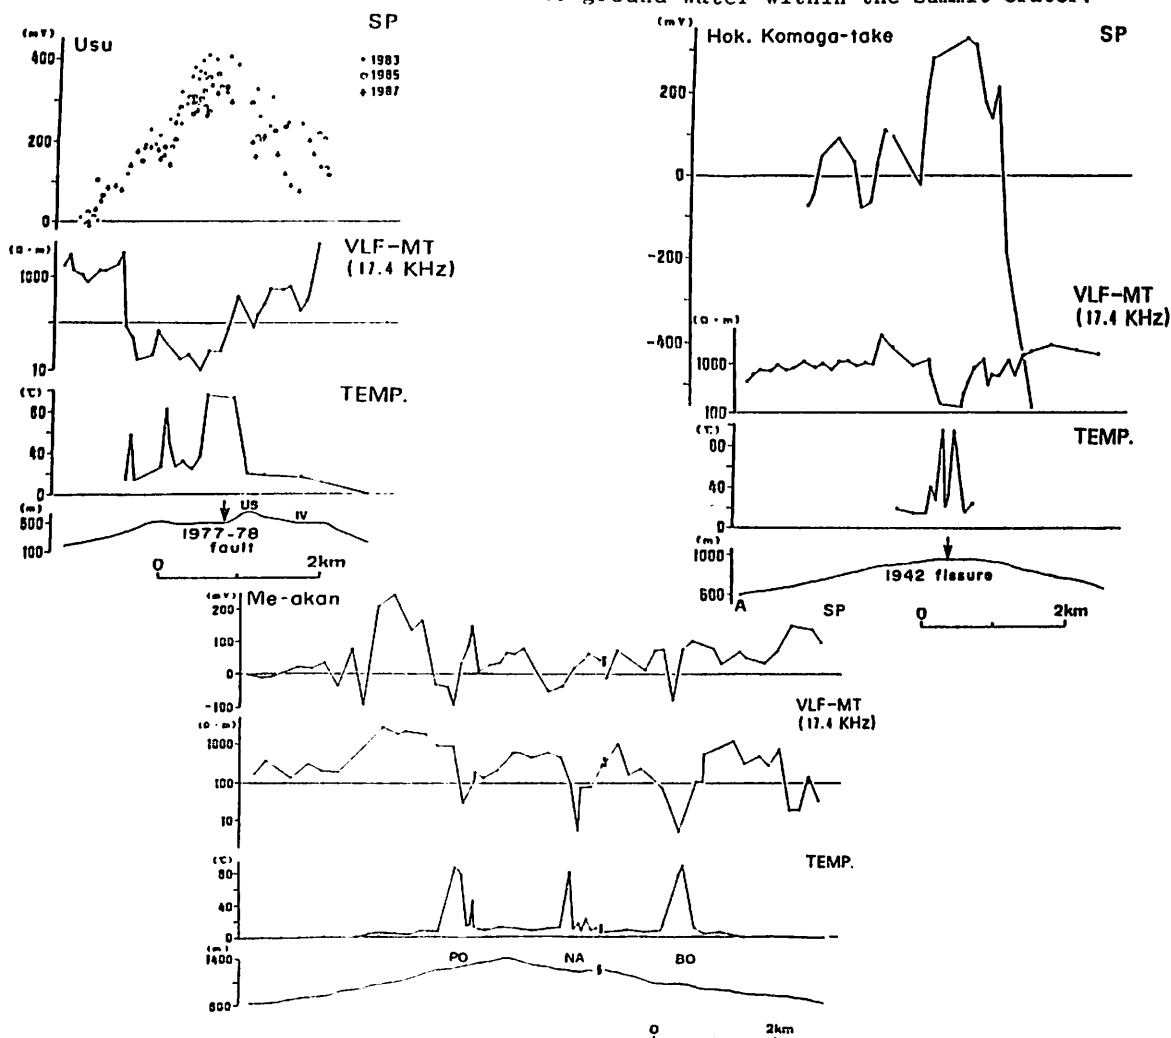 ground water within the summit crater.
(mV)
Usu
SP
400
200
0
• 1983
○ 1985
▲ 1987
(Ω·m)
1000
10
VLF-MT
(17.4 KHz)
(℃)
80
40
0
TEMP.
(m)
500
100
US
IV
1977-78
fault
0 2km
(mV)
Hok. Komaga-take
SP
200
0
-200
-400
(Ω·m)
1000
100
VLF-MT
(17.4 KHz)
(℃)
80
40
0
TEMP.
(m)
1000
500
A
1942 fissure
0 2km
(mV)
Me-akan
SP
200
100
0
-100
(Ω·m)
1000
100
10
VLF-MT
(17.4 KHz)
(℃)
80
40
0
TEMP.
(m)
1400
PO NA BO
0 2km